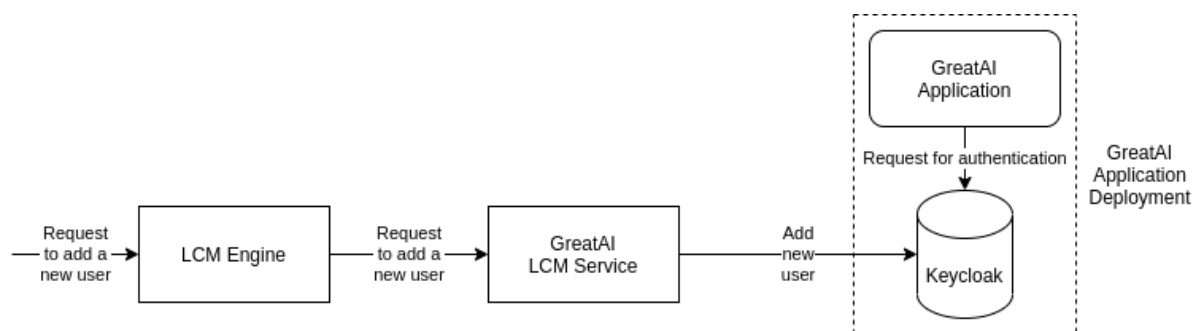 Request
to add a
new user
LCM Engine
Request
to add a
new user
GreatAI
LCM Service
Add
new
user
GreatAI
Application
Request for authentication
Keycloak
GreatAI
Application
Deployment